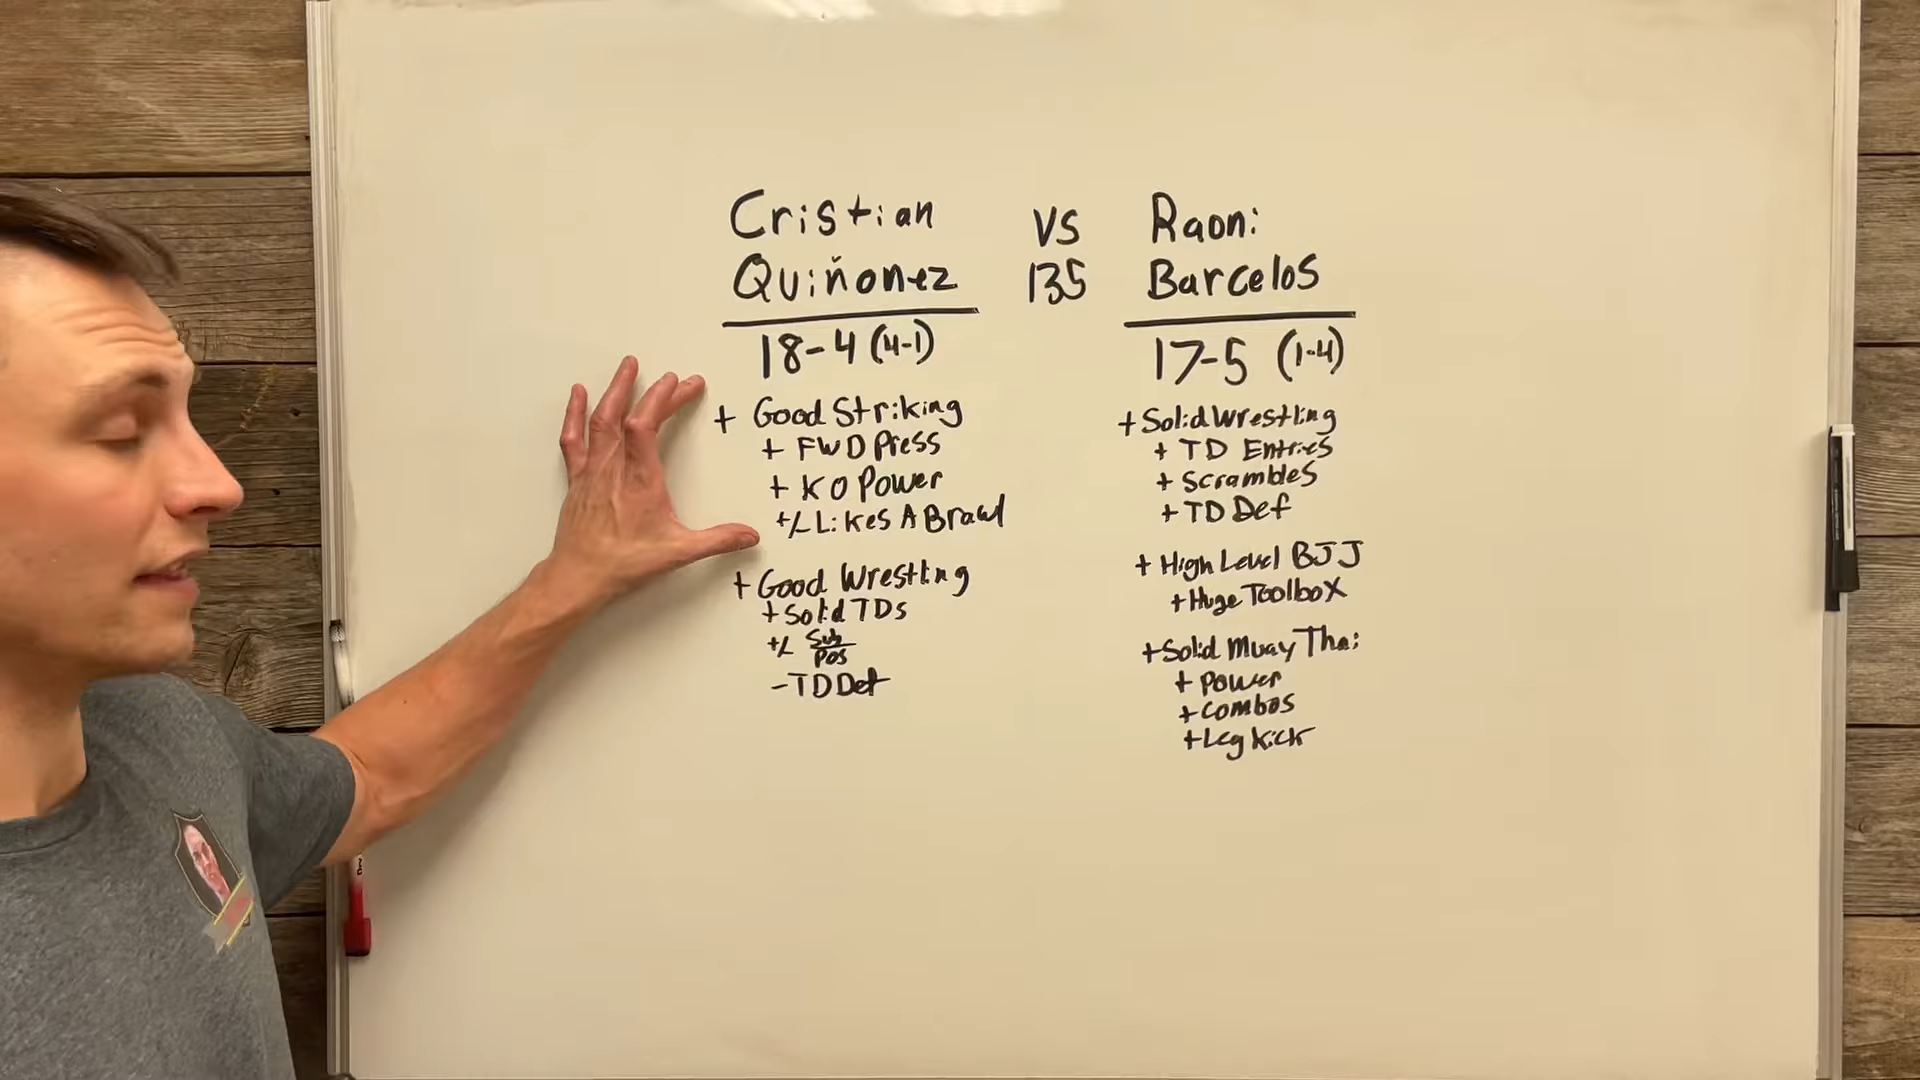 Cristian
Quiñonez
18-4 (4-1)
+ Good Striking
+ FWD Press
+ KO Power
+/- Likes A Brawl
+ Good Wrestling
+ Solid TDs
+/- Sub/Pos
- TD Def
VS
135
Raoni
Barcelos
17-5 (1-4)
+ Solid Wrestling
+ TD Entries
+ Scrambles
+ TD Def
+ High Level BJJ
+ Huge Toolbox
+ Solid Muay Thai
+ Power
+ Combos
+ Leg Kick